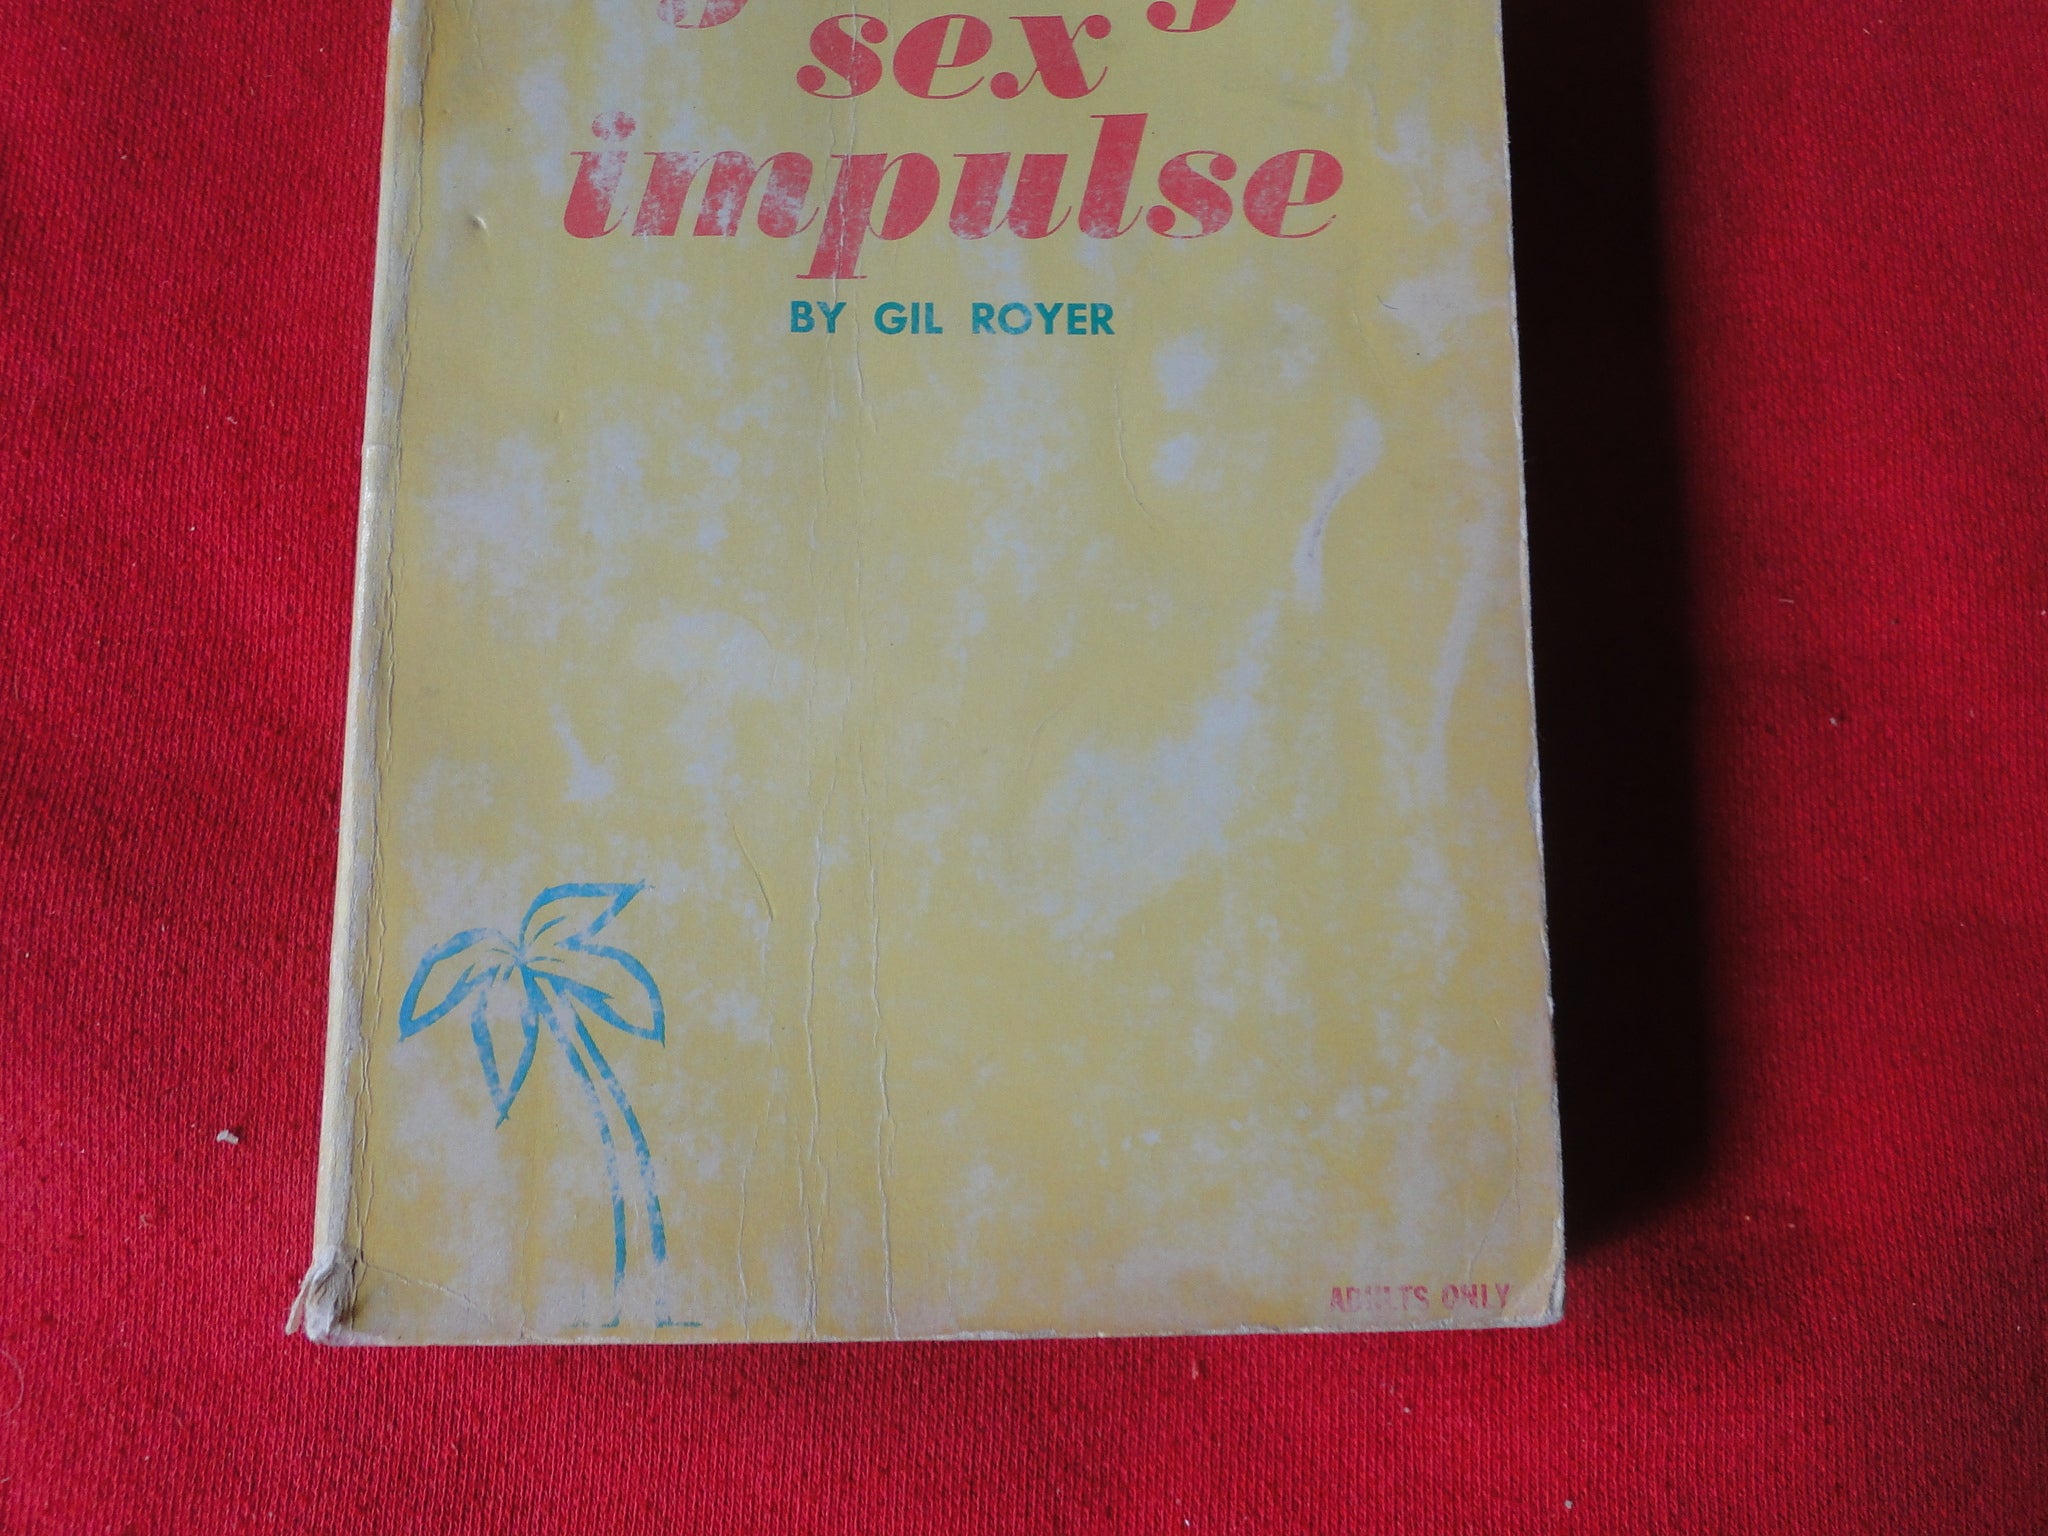 sex
impulse
BY GIL ROYER
ADULTS ONLY